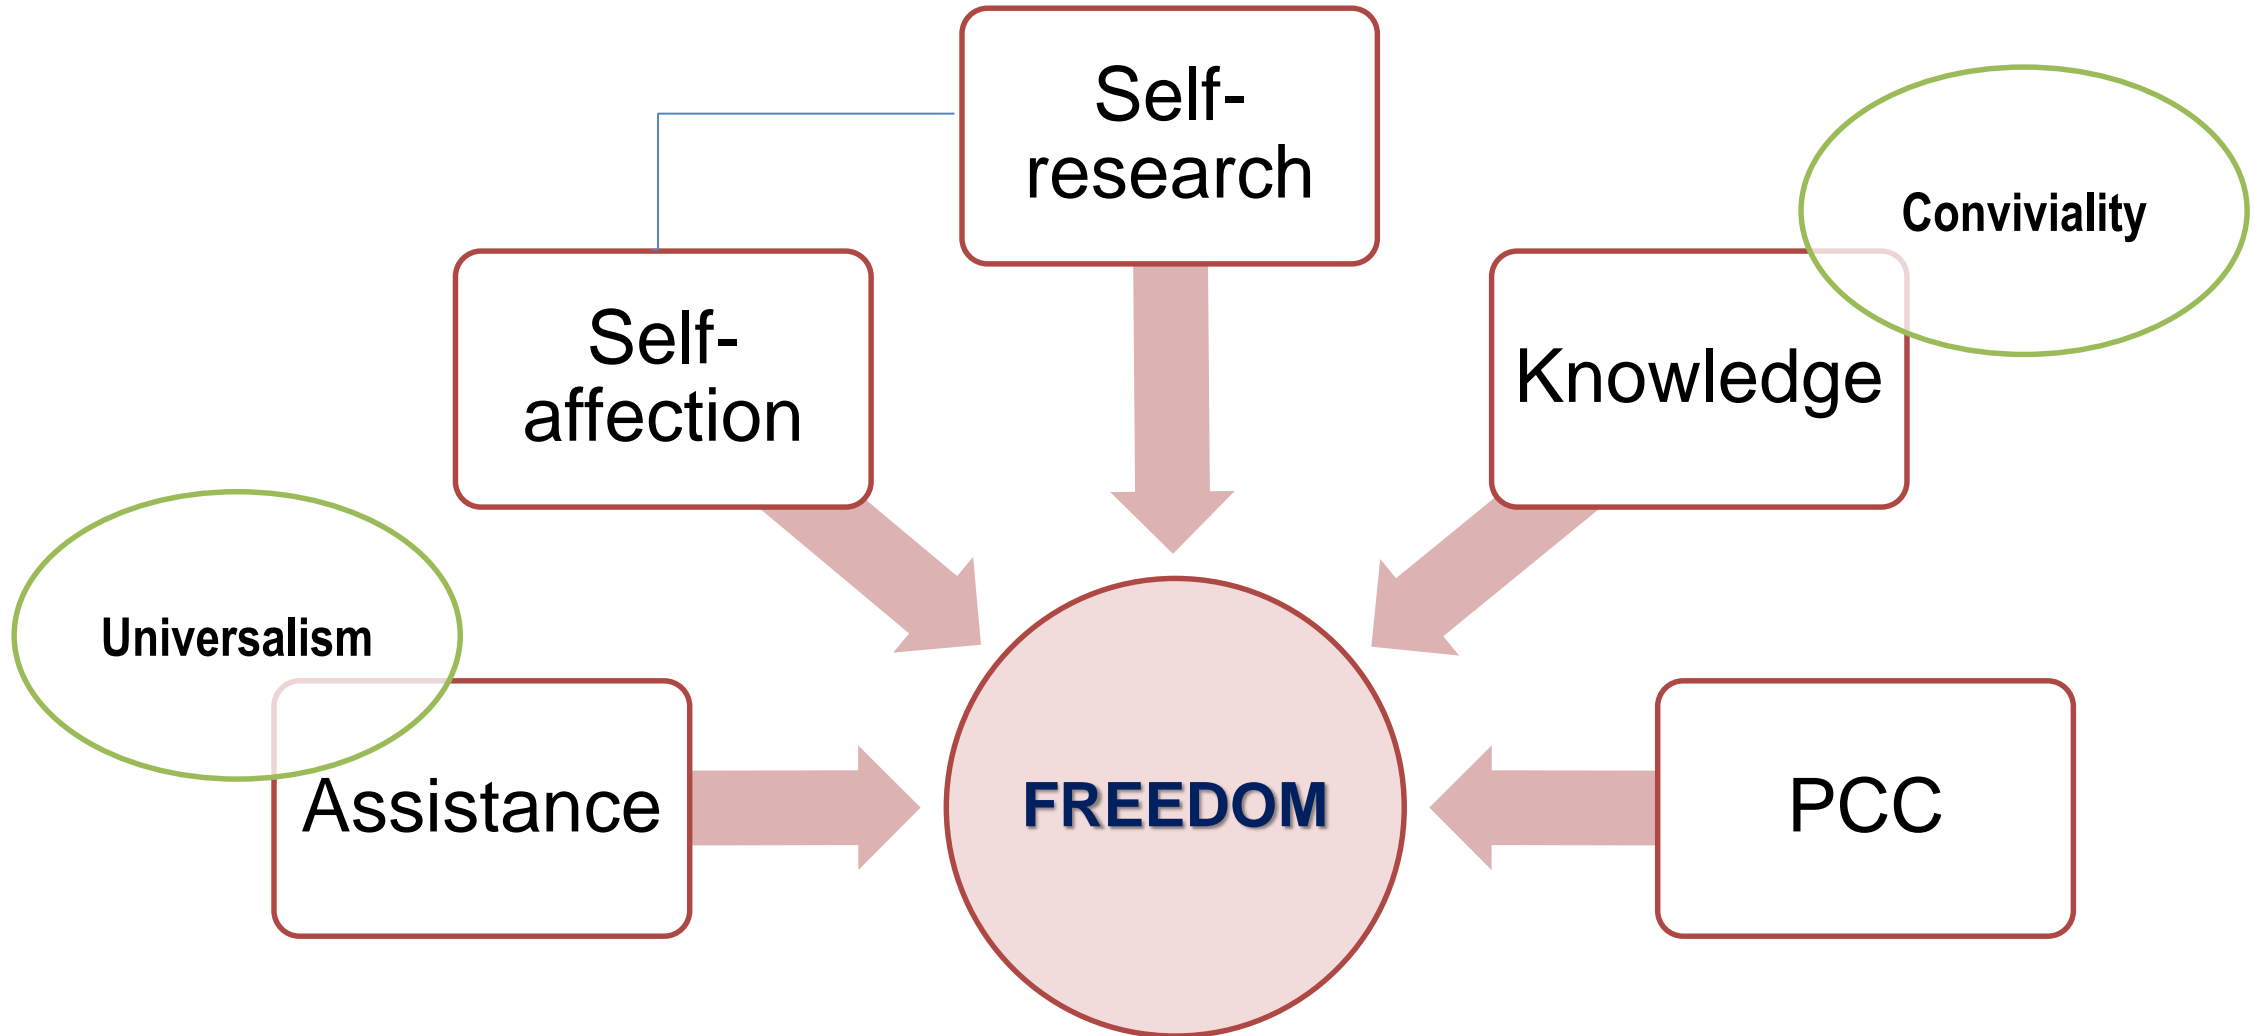 Self-
research
Conviviality
Self-
affection
Knowledge
Universalism
Assistance
FREEDOM
PCC